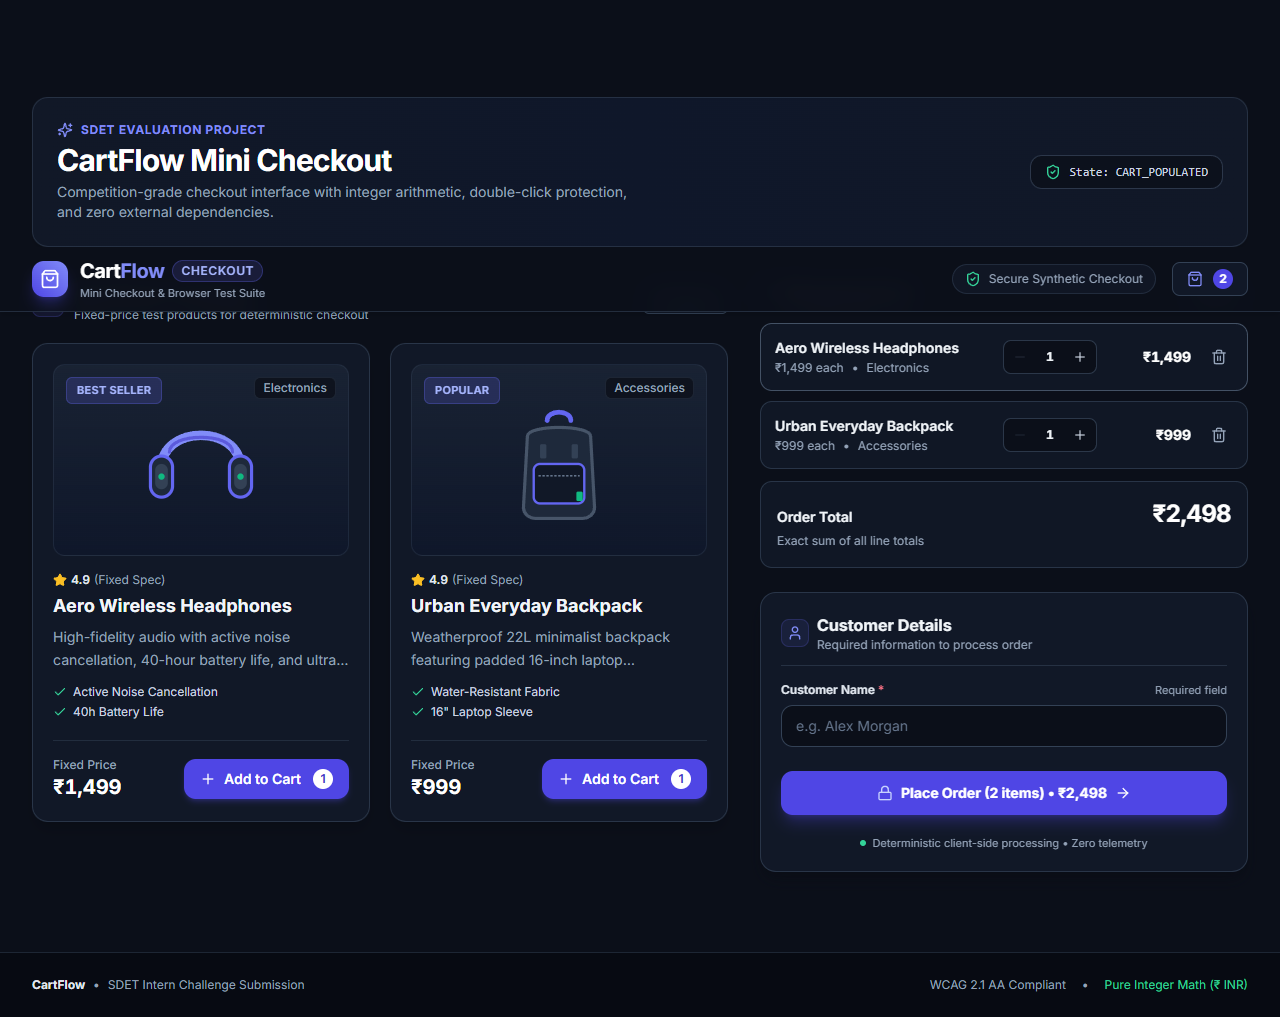 SDET EVALUATION PROJECT
CartFlow Mini Checkout
Competition-grade checkout interface with integer arithmetic, double-click protection,
and zero external dependencies.
State: CART_POPULATED
CartFlow CHECKOUT
Mini Checkout & Browser Test Suite
Secure Synthetic Checkout
2
Fixed-price test products for deterministic checkout
BEST SELLER
Electronics
4.9 (Fixed Spec)
Aero Wireless Headphones
High-fidelity audio with active noise
cancellation, 40-hour battery life, and ultra...
Active Noise Cancellation
40h Battery Life
Fixed Price
₹1,499
Add to Cart 1
POPULAR
Accessories
4.9 (Fixed Spec)
Urban Everyday Backpack
Weatherproof 22L minimalist backpack
featuring padded 16-inch laptop...
Water-Resistant Fabric
16" Laptop Sleeve
Fixed Price
₹999
Add to Cart 1
Aero Wireless Headphones
₹1,499 each • Electronics
1
₹1,499
Urban Everyday Backpack
₹999 each • Accessories
1
₹999
Order Total
Exact sum of all line totals
₹2,498
Customer Details
Required information to process order
Customer Name *
Required field
e.g. Alex Morgan
Place Order (2 items) • ₹2,498
Deterministic client-side processing • Zero telemetry
CartFlow • SDET Intern Challenge Submission
WCAG 2.1 AA Compliant • Pure Integer Math (₹ INR)